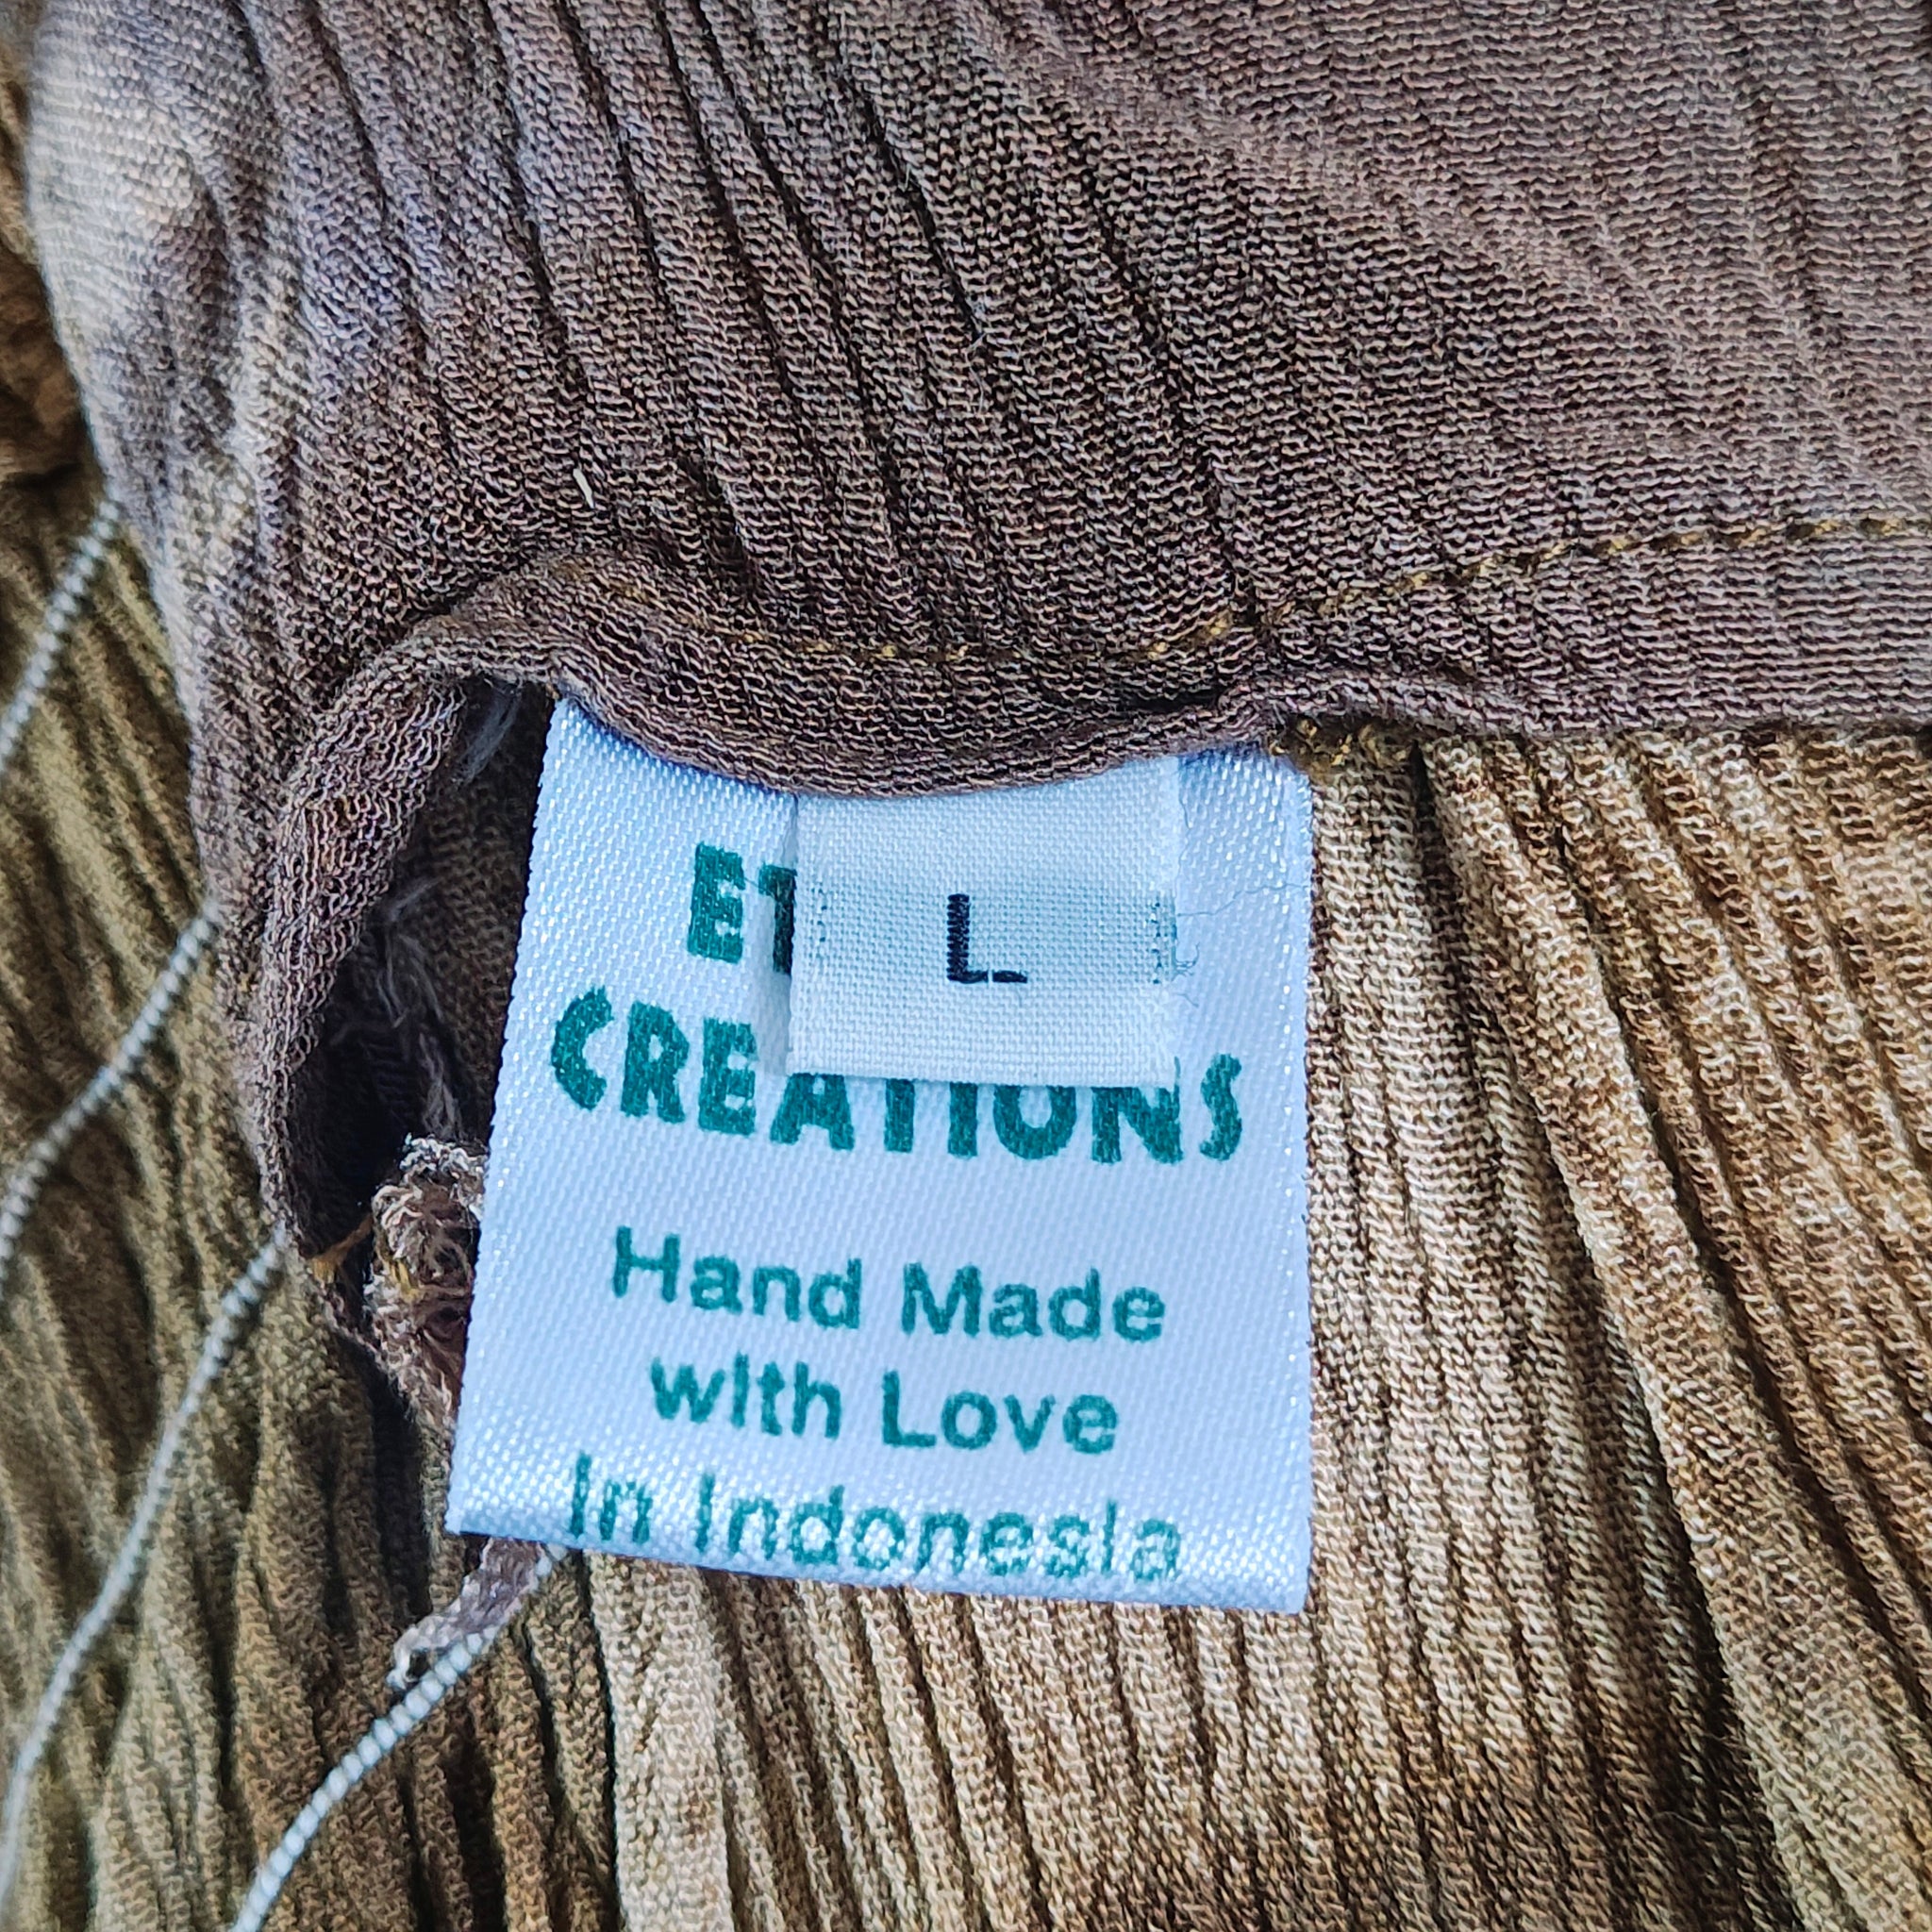 L
CREATIONS
Hand Made
with Love
In Indonesia